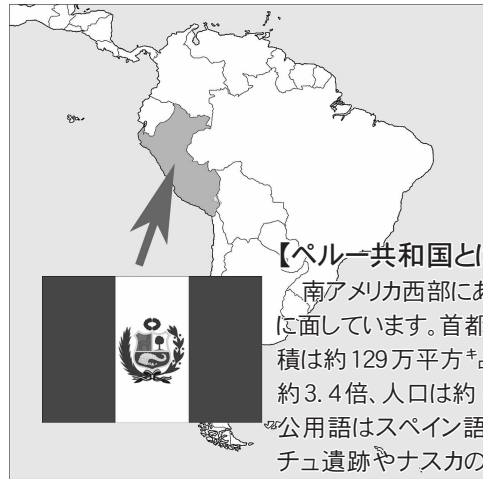 【ペルー共和国とは
南アメリカ西部にあ
に面しています。首都
積は約129万平方㌔
約3.4倍、人口は約
公用語はスペイン語
チュ遺跡やナスカの